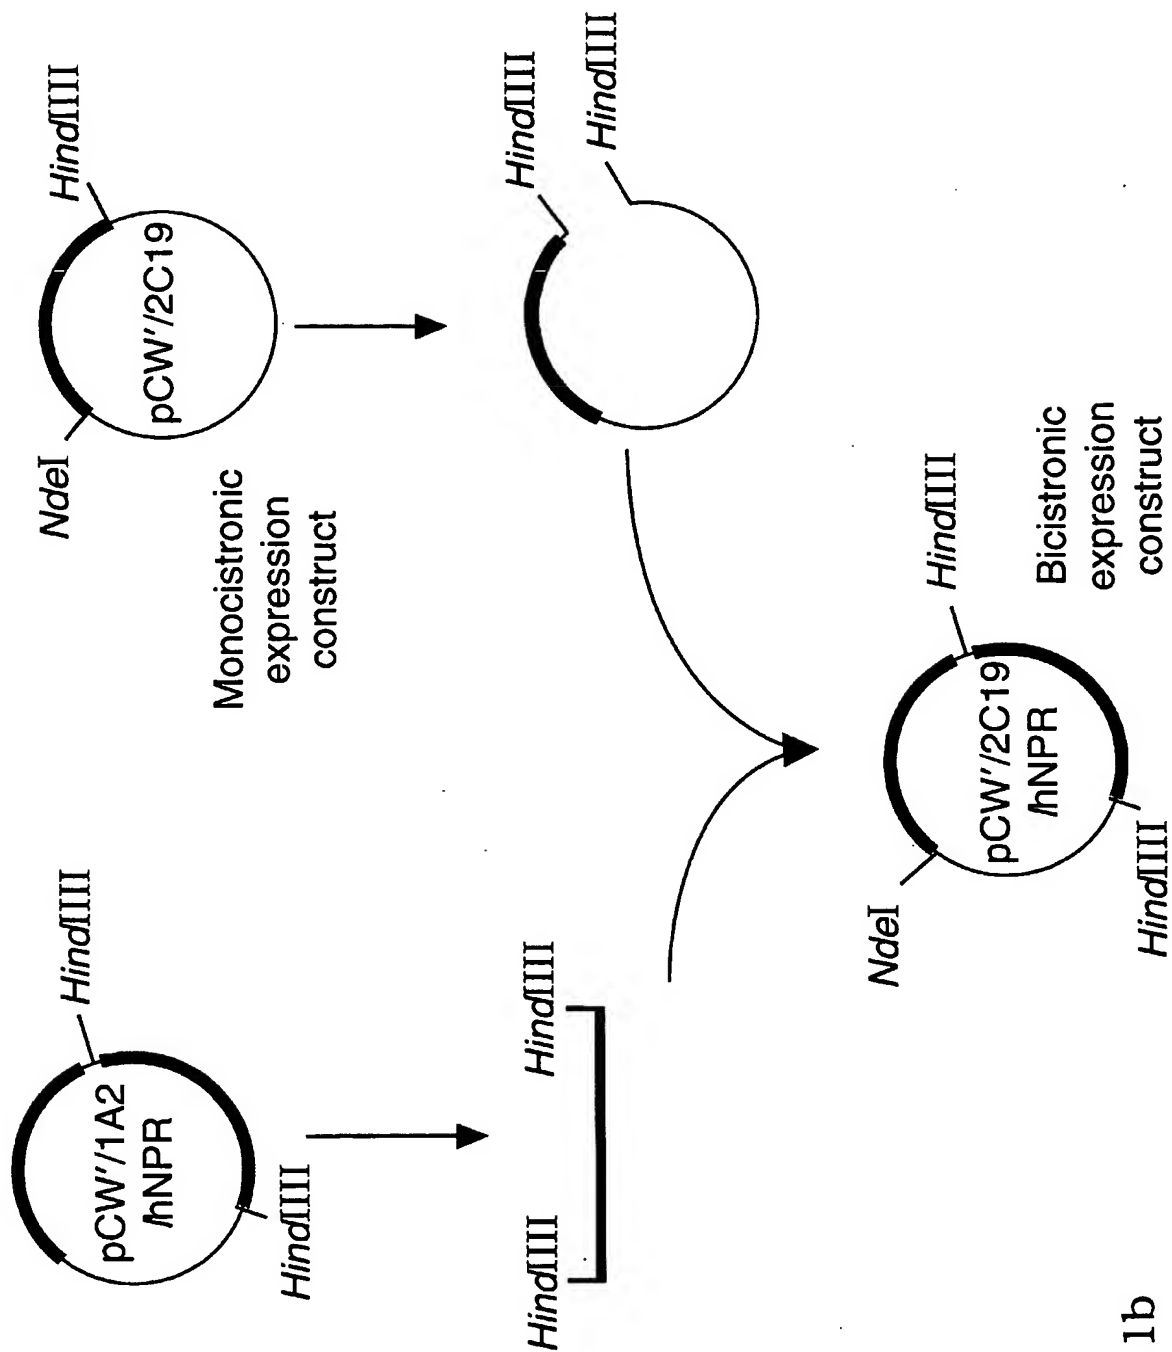 pCW'/1A2
/hNPR
HindIII
HindIII
HindIII
HindIII
NdeI
HindIII
pCW'/2C19
Monocistronic
expression
construct
HindIII
HindIII
NdeI
HindIII
pCW'/2C19
/hNPR
HindIII
Bicistronic
expression
construct
1b